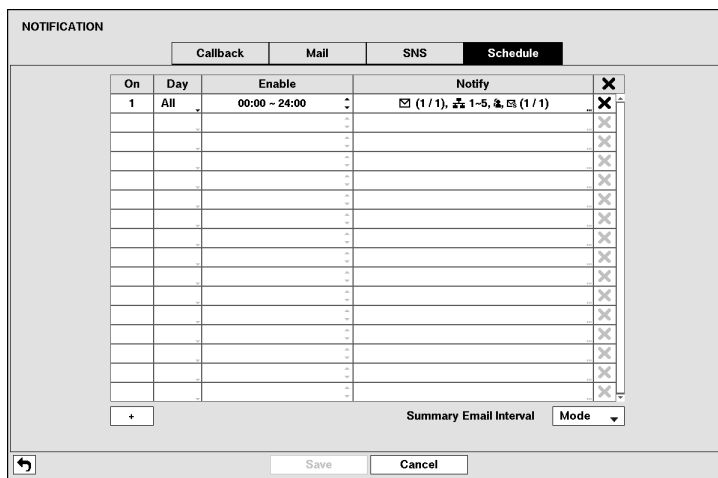 NOTIFICATION
Callback Mail SNS Schedule
On Day Enable Notify
1 All 00:00 ~ 24:00 (1 / 1), 1~5, , (1 / 1)
+ Summary Email Interval Mode
Save Cancel